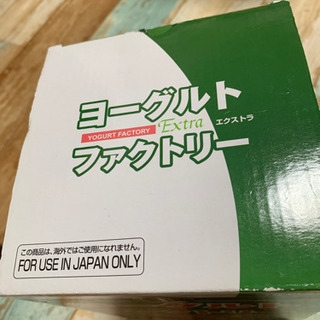 ヨーグルト
YOGURT FACTORY Extra エクストラ
ファクトリー
この商品は、海外ではご使用になれません。
FOR USE IN JAPAN ONLY